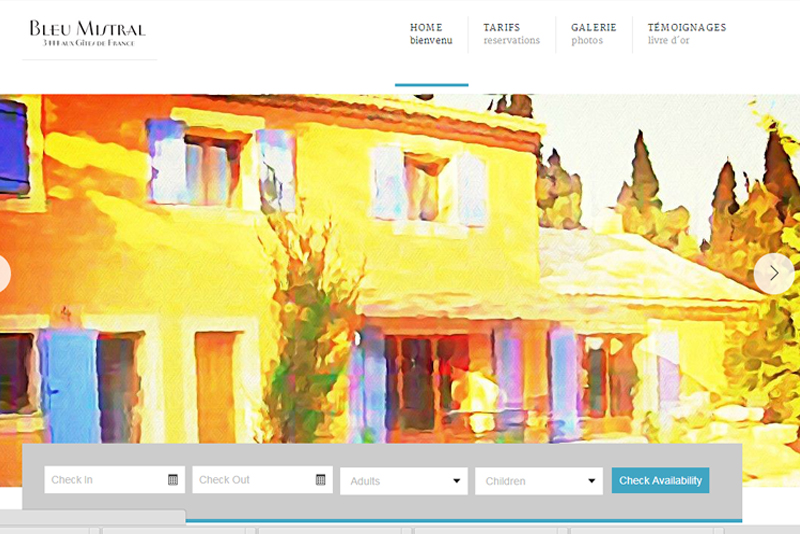 BLEU MISTRAL
3 ÉPIS AUX GÎTES DE FRANCE
HOME
bienvenu
TARIFS
reservations
GALERIE
photos
TÉMOIGNAGES
livre d´or
Check In
Check Out
Adults
Children
Check Availability